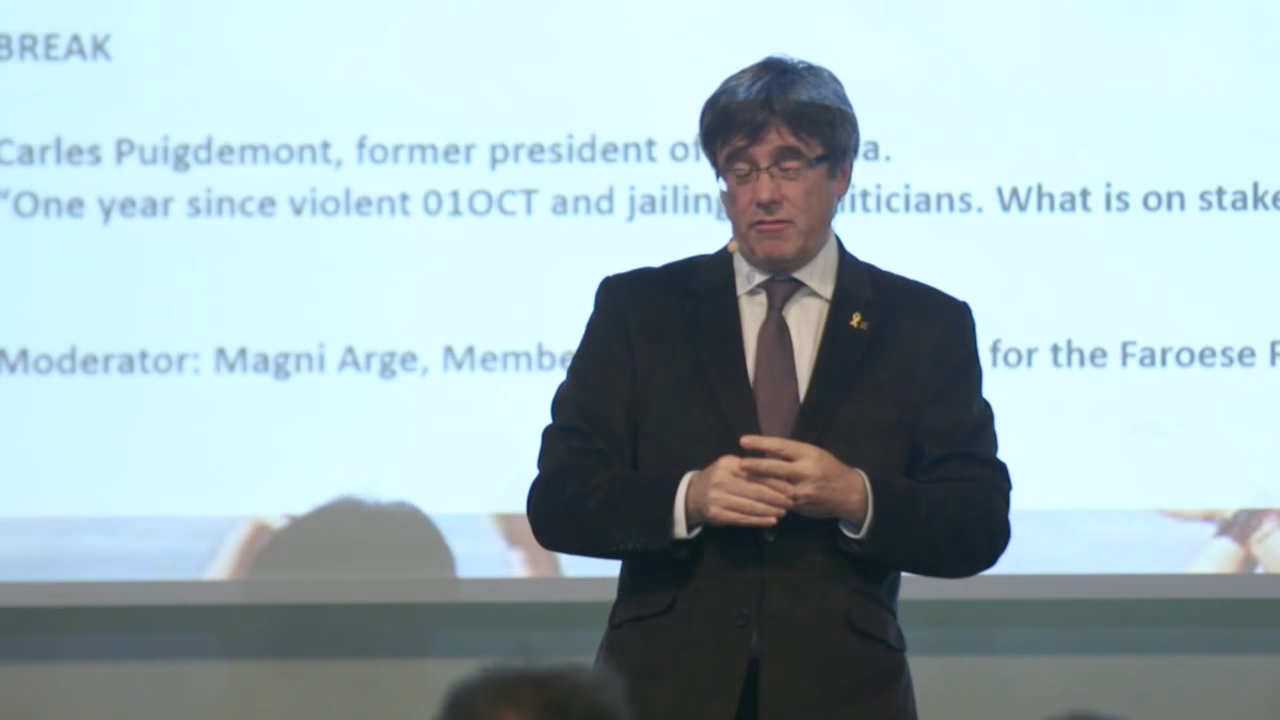 BREAK
Carles Puigdemont, former president of a.
"One year since violent 01OCT and jailing liticians. What is on stake
Moderator: Magni Arge, Membe for the Faroese